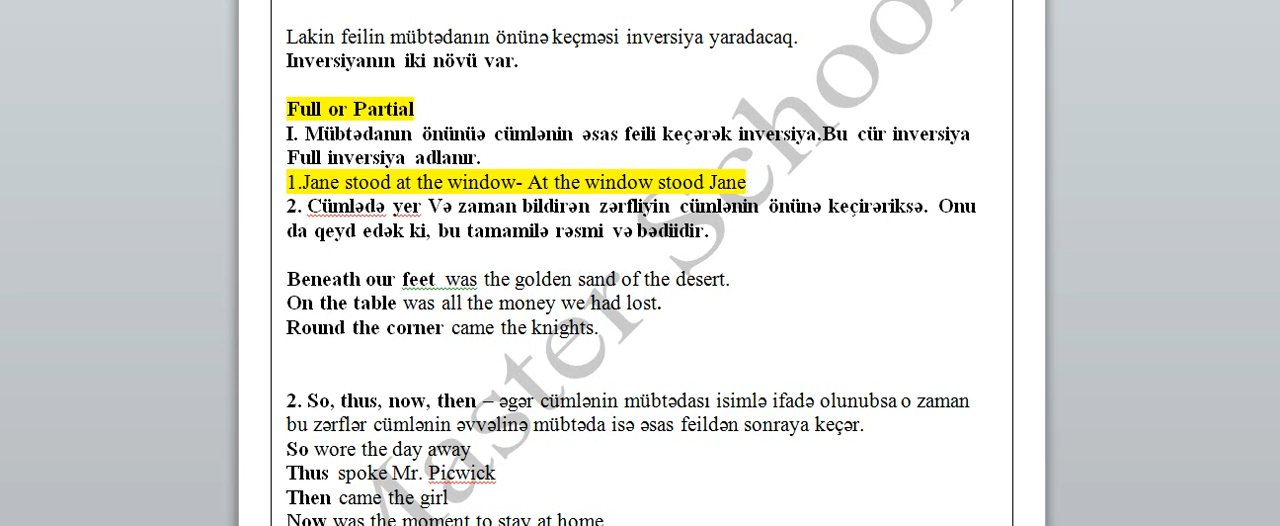 Lakin feilin mübtədanın önünə keçməsi inversiya yaradacaq.
Inversiyanın iki növü var.
Full or Partial
I. Mübtədanın önünüə cümlənin əsas feili keçərək inversiya.Bu cür inversiya
Full inversiya adlanır.
1.Jane stood at the window- At the window stood Jane
2. Cümlədə yer Və zaman bildirən zərfliyin cümlənin önünə keçirəriksə. Onu
da qeyd edək ki, bu tamamilə rəsmi və bədiidir.
Beneath our feet was the golden sand of the desert.
On the table was all the money we had lost.
Round the corner came the knights.
2. So, thus, now, then – əgər cümlənin mübtədası isimlə ifadə olunubsa o zaman
bu zərflər cümlənin əvvəlinə mübtəda isə əsas feildən sonraya keçər.
So wore the day away
Thus spoke Mr. Picwick
Then came the girl
Now was the moment to stay at home
Master School